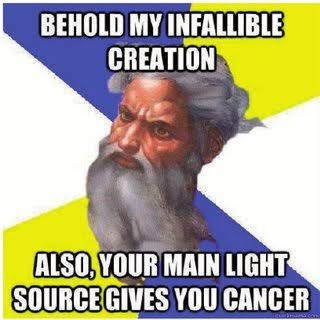 BEHOLD MY INFALLIBLE
CREATION
ALSO, YOUR MAIN LIGHT
SOURCE GIVES YOU CANCER